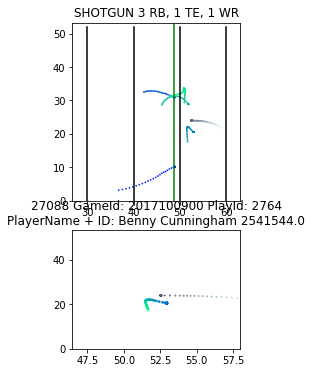 SHOTGUN 3 RB, 1 TE, 1 WR
50
40
30
20
10
0
30 40 50 60
27088 GameId: 2017100900 PlayId: 2764
PlayerName + ID: Benny Cunningham 2541544.0
40
20
0
47.5 50.0 52.5 55.0 57.5